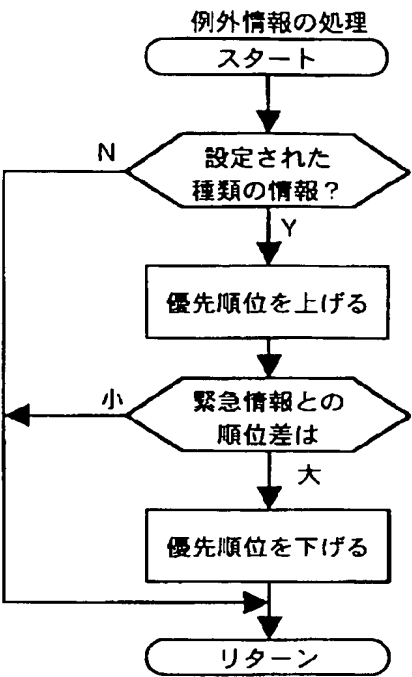 例外情報の処理
スタート
N
設定された
種類の情報?
Y
優先順位を上げる
小
緊急情報との
順位差は
大
優先順位を下げる
リターン